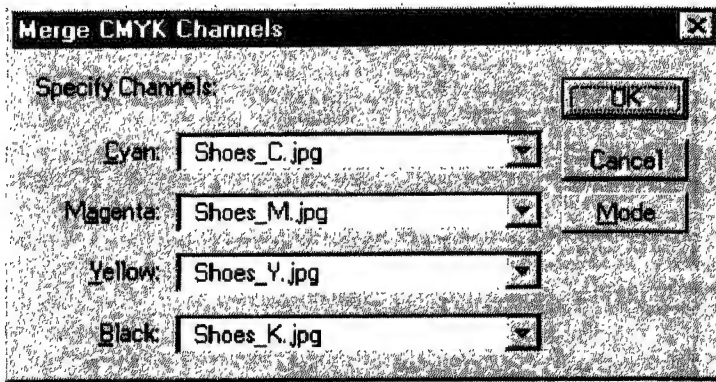 Merge CMYK Channels
Specify Channels:
OK
Cyan: Shoes_C.jpg
Cancel
Magenta: Shoes_M.jpg
Mode
Yellow: Shoes_Y.jpg
Black: Shoes_K.jpg